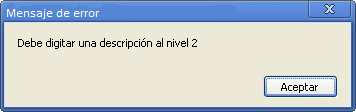 Mensaje de error
Debe digitar una descripción al nivel 2
Aceptar